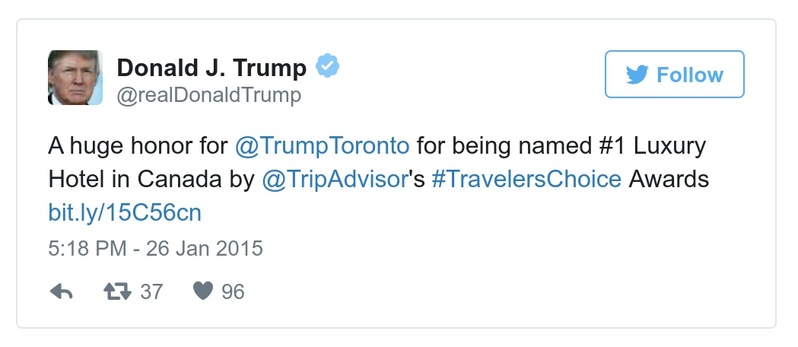 Donald J. Trump
@realDonaldTrump
Follow
A huge honor for @TrumpToronto for being named #1 Luxury
Hotel in Canada by @TripAdvisor's #TravelersChoice Awards
bit.ly/15C56cn
5:18 PM - 26 Jan 2015
37 96